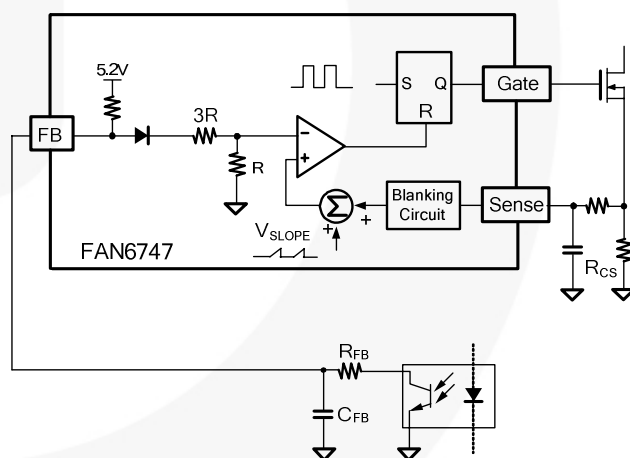 5.2V
3R
FB
R
S
Q
R
Gate
Blanking
Circuit
Sense
Σ
+
+
−
+
V_SLOPE
FAN6747
R_CS
R_FB
C_FB